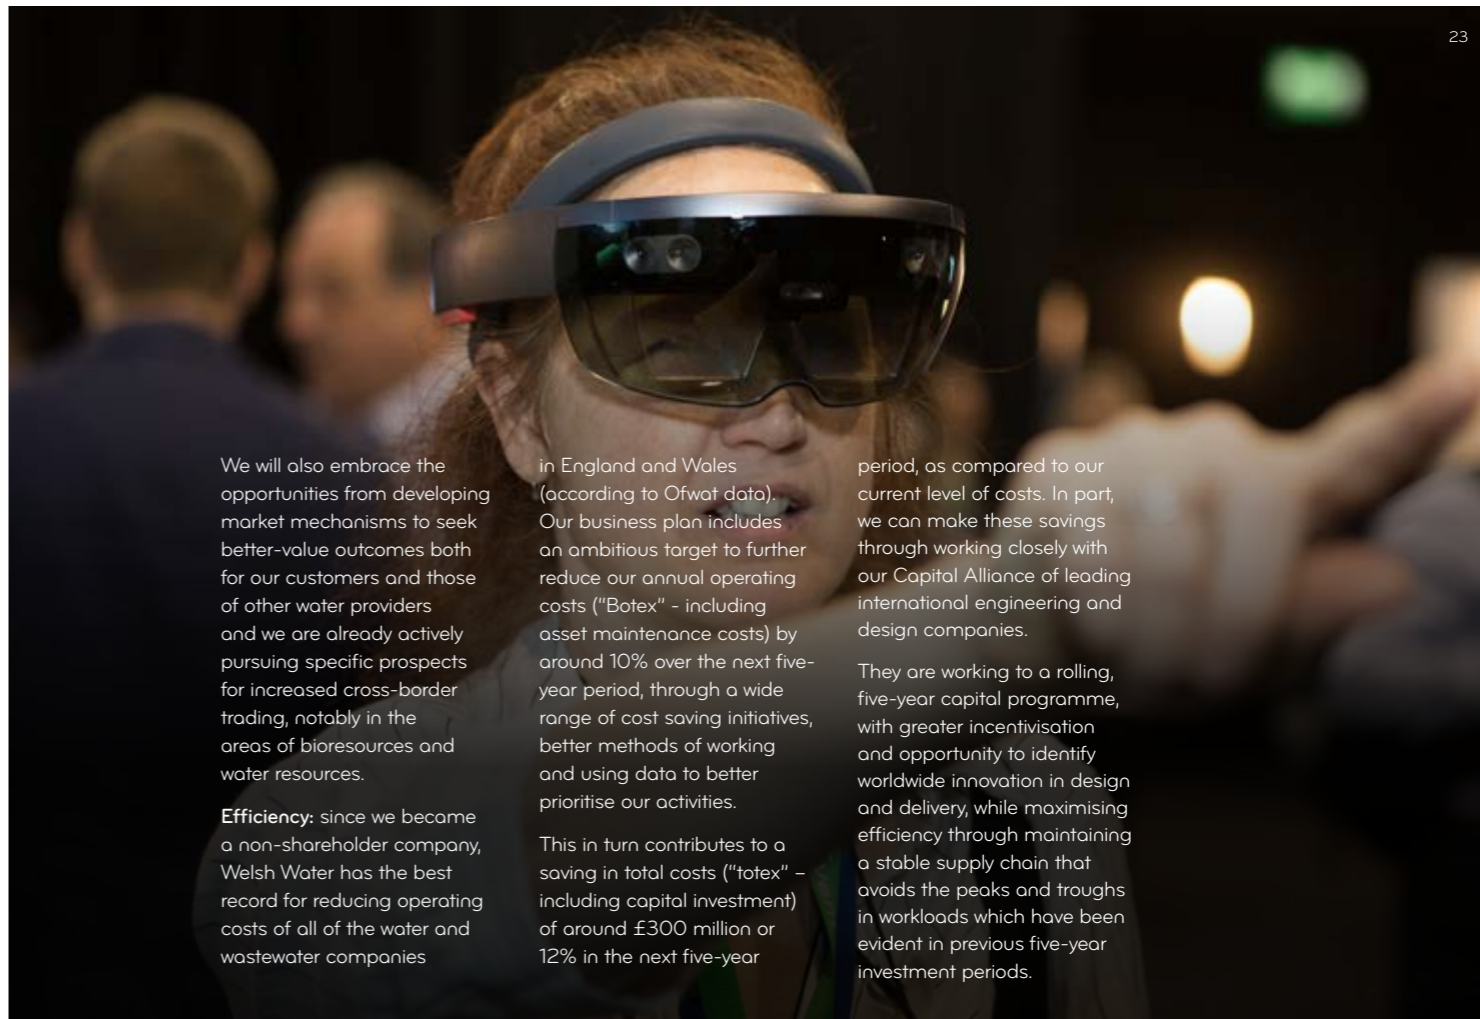 23
We will also embrace the
opportunities from developing
market mechanisms to seek
better-value outcomes both
for our customers and those
of other water providers
and we are already actively
pursuing specific prospects
for increased cross-border
trading, notably in the
areas of bioresources and
water resources.
Efficiency: since we became
a non-shareholder company,
Welsh Water has the best
record for reducing operating
costs of all of the water and
wastewater companies
in England and Wales
(according to Ofwat data).
Our business plan includes
an ambitious target to further
reduce our annual operating
costs (“Botex” - including
asset maintenance costs) by
around 10% over the next five-
year period, through a wide
range of cost saving initiatives,
better methods of working
and using data to better
prioritise our activities.
This in turn contributes to a
saving in total costs (“totex” –
including capital investment)
of around £300 million or
12% in the next five-year
period, as compared to our
current level of costs. In part,
we can make these savings
through working closely with
our Capital Alliance of leading
international engineering and
design companies.
They are working to a rolling,
five-year capital programme,
with greater incentivisation
and opportunity to identify
worldwide innovation in design
and delivery, while maximising
efficiency through maintaining
a stable supply chain that
avoids the peaks and troughs
in workloads which have been
evident in previous five-year
investment periods.